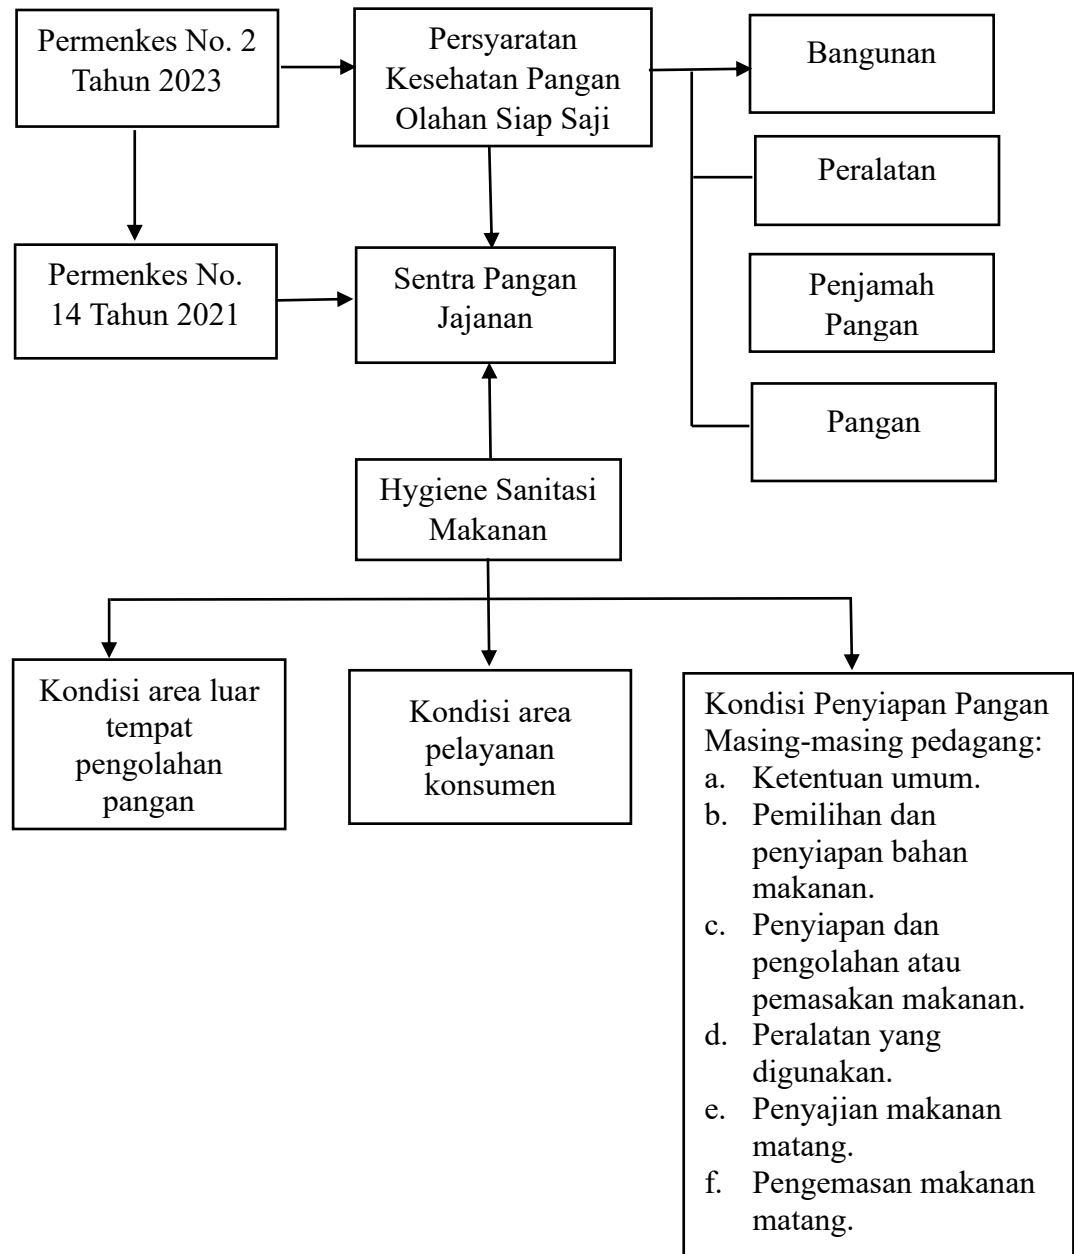 Permenkes No. 2
Tahun 2023
Persyaratan
Kesehatan Pangan
Olahan Siap Saji
Bangunan
Peralatan
Permenkes No.
14 Tahun 2021
Sentra Pangan
Jajanan
Penjamah
Pangan
Pangan
Hygiene Sanitasi
Makanan
Kondisi area luar
tempat
pengolahan
pangan
Kondisi area
pelayanan
konsumen
Kondisi Penyiapan Pangan
Masing-masing pedagang:
a. Ketentuan umum.
b. Pemilihan dan
penyiapan bahan
makanan.
c. Penyiapan dan
pengolahan atau
pemasakan makanan.
d. Peralatan yang
digunakan.
e. Penyajian makanan
matang.
f. Pengemasan makanan
matang.